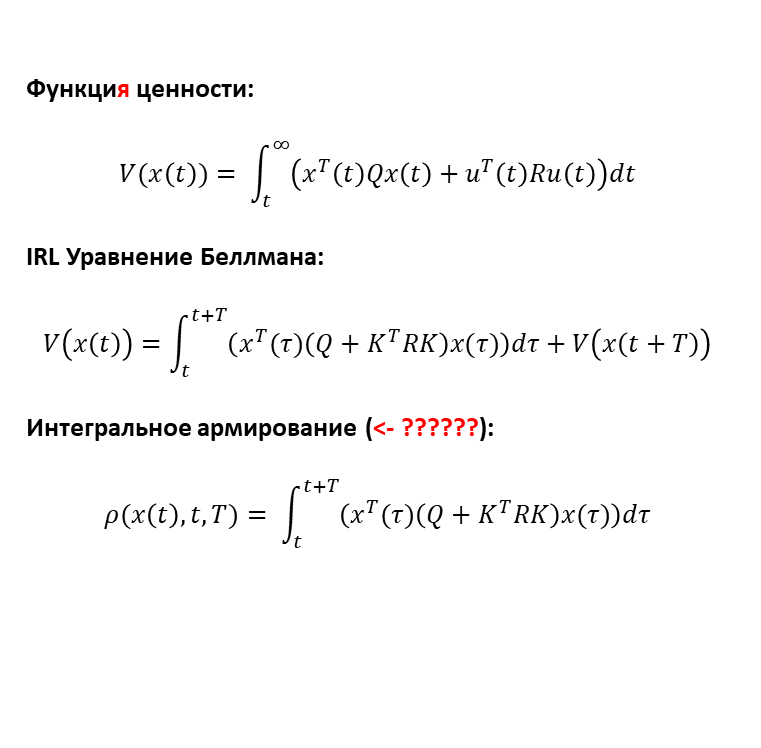 Функция ценности:
V(x(t)) = ∫_t^∞ (x^T(t)Qx(t) + u^T(t)Ru(t))dt
IRL Уравнение Беллмана:
V(x(t)) = ∫_t^{t+T} (x^T(τ)(Q + K^T RK)x(τ))dτ + V(x(t + T))
Интегральное армирование (<- ??????):
ρ(x(t), t, T) = ∫_t^{t+T} (x^T(τ)(Q + K^T RK)x(τ))dτ